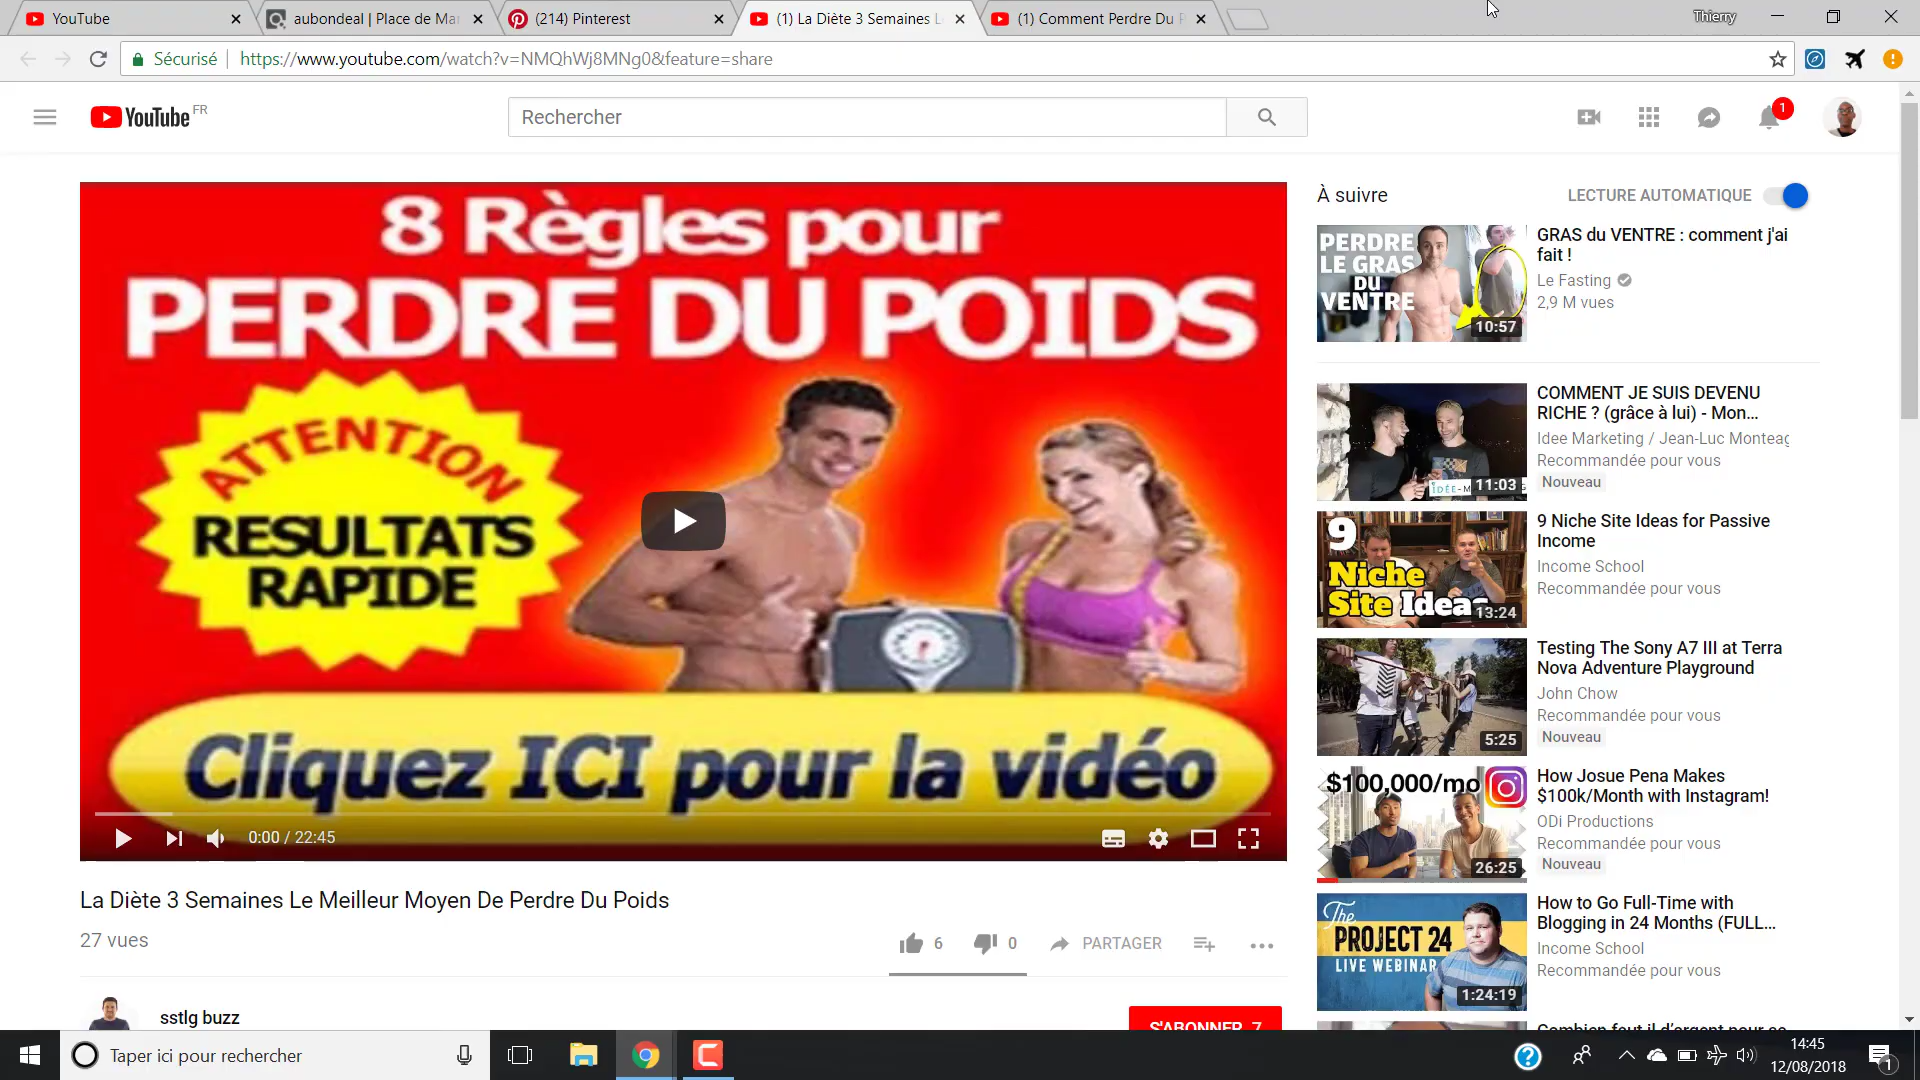 YouTube
aubondeal | Place de Mar
(214) Pinterest
(1) La Diète 3 Semaines L
(1) Comment Perdre Du P
Thierry
Sécurisé
https://www.youtube.com/watch?v=NMQhWj8MNg0&feature=share
YouTube FR
Rechercher
1
8 Règles pour
PERDRE DU POIDS
ATTENTION
RESULTATS
RAPIDE
Cliquez ICI pour la vidéo
0:00 / 22:45
La Diète 3 Semaines Le Meilleur Moyen De Perdre Du Poids
27 vues
6
0
PARTAGER
sstlg buzz
S'ABONNER 7
À suivre
LECTURE AUTOMATIQUE
PERDRE
LE GRAS
DU
VENTRE
10:57
GRAS du VENTRE : comment j'ai
fait !
Le Fasting
2,9 M vues
11:03
COMMENT JE SUIS DEVENU
RICHE ? (grâce à lui) - Mon...
Idee Marketing / Jean-Luc Monteag
Recommandée pour vous
Nouveau
9
Niche
Site Ideas
13:24
9 Niche Site Ideas for Passive
Income
Income School
Recommandée pour vous
5:25
Testing The Sony A7 III at Terra
Nova Adventure Playground
John Chow
Recommandée pour vous
Nouveau
$100,000/mo
26:25
How Josue Pena Makes
$100k/Month with Instagram!
ODi Productions
Recommandée pour vous
Nouveau
The
PROJECT 24
LIVE WEBINAR
1:24:19
How to Go Full-Time with
Blogging in 24 Months (FULL...
Income School
Recommandée pour vous
Taper ici pour rechercher
14:45
12/08/2018
1